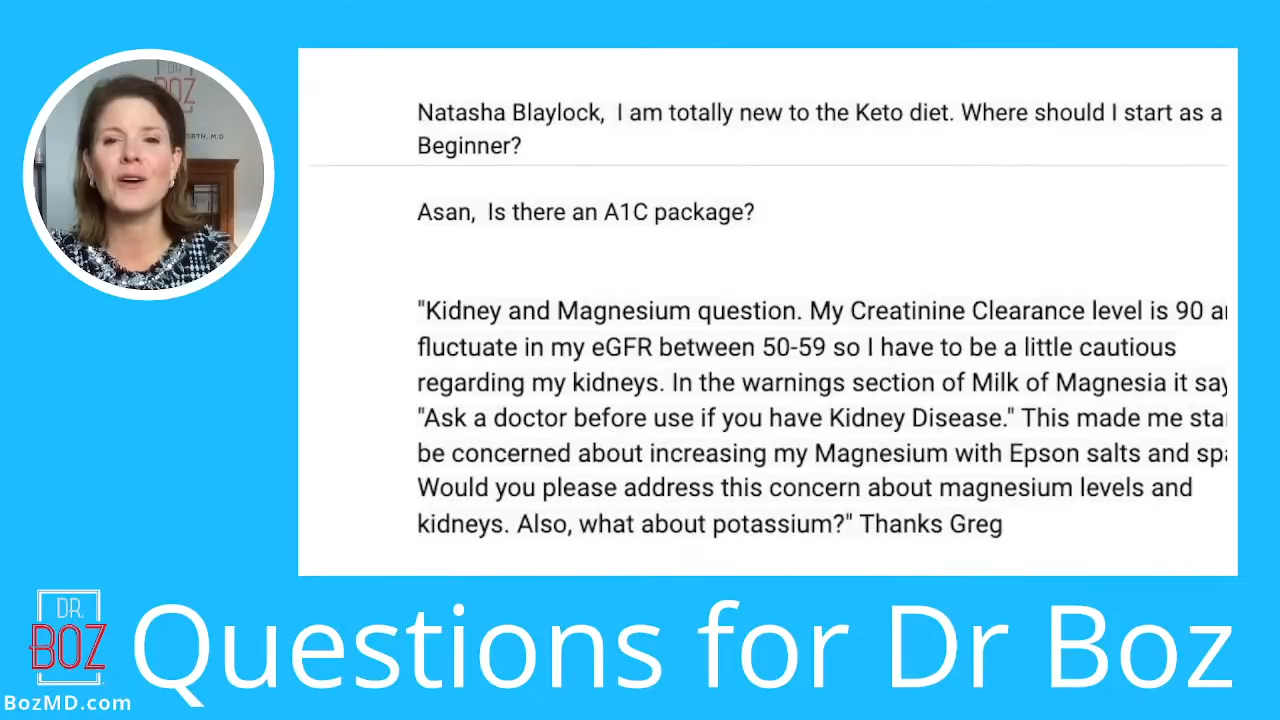 DR
BOZ
ORTH, M.D
Natasha Blaylock, I am totally new to the Keto diet. Where should I start as a
Beginner?
Asan, Is there an A1C package?
"Kidney and Magnesium question. My Creatinine Clearance level is 90
fluctuate in my eGFR between 50-59 so I have to be a little cautious
regarding my kidneys. In the warnings section of Milk of Magnesia it say
"Ask a doctor before use if you have Kidney Disease." This made me
be concerned about increasing my Magnesium with Epson salts and
Would you please address this concern about magnesium levels and
kidneys. Also, what about potassium?" Thanks Greg
DR.
BOZ
Questions for Dr Boz
BozMD.com